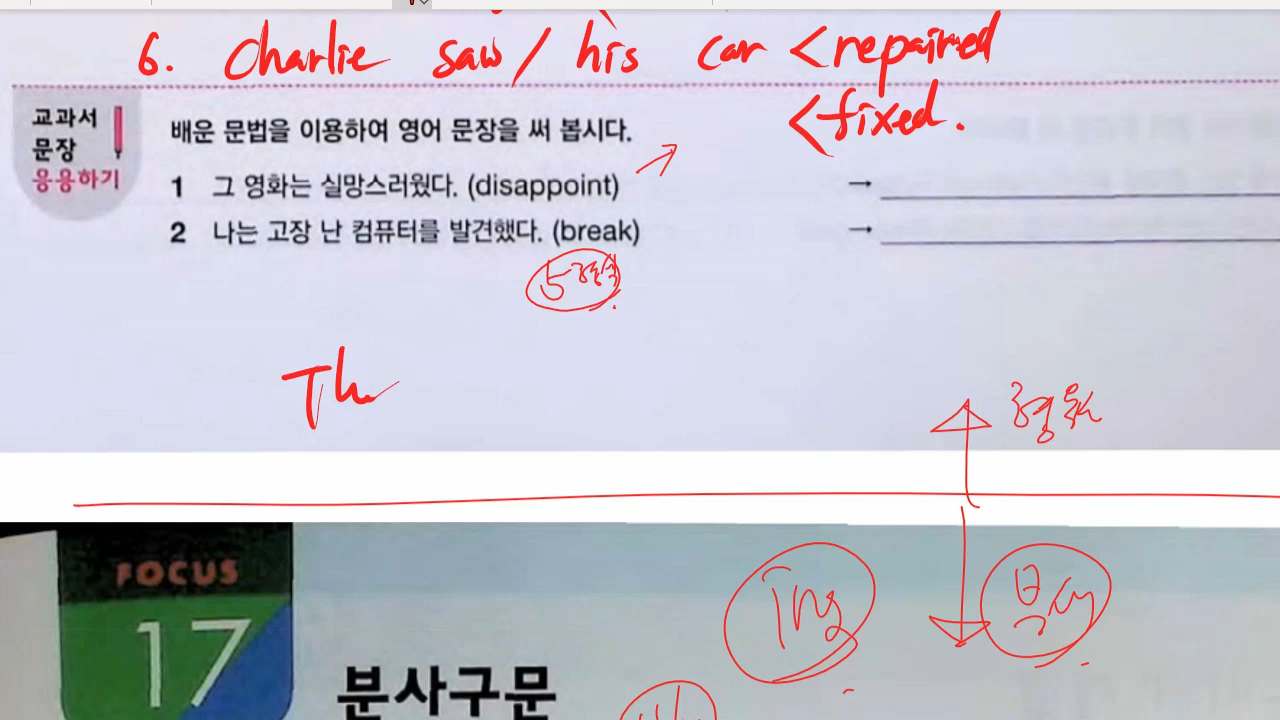 6. Charlie saw / his car < repaired
< fixed.
교과서
문장
응용하기
배운 문법을 이용하여 영어 문장을 써 봅시다.
1 그 영화는 실망스러웠다. (disappoint) →
2 나는 고장 난 컴퓨터를 발견했다. (break) →
5형식
Th
FOCUS
17
분사구문
ing
부사